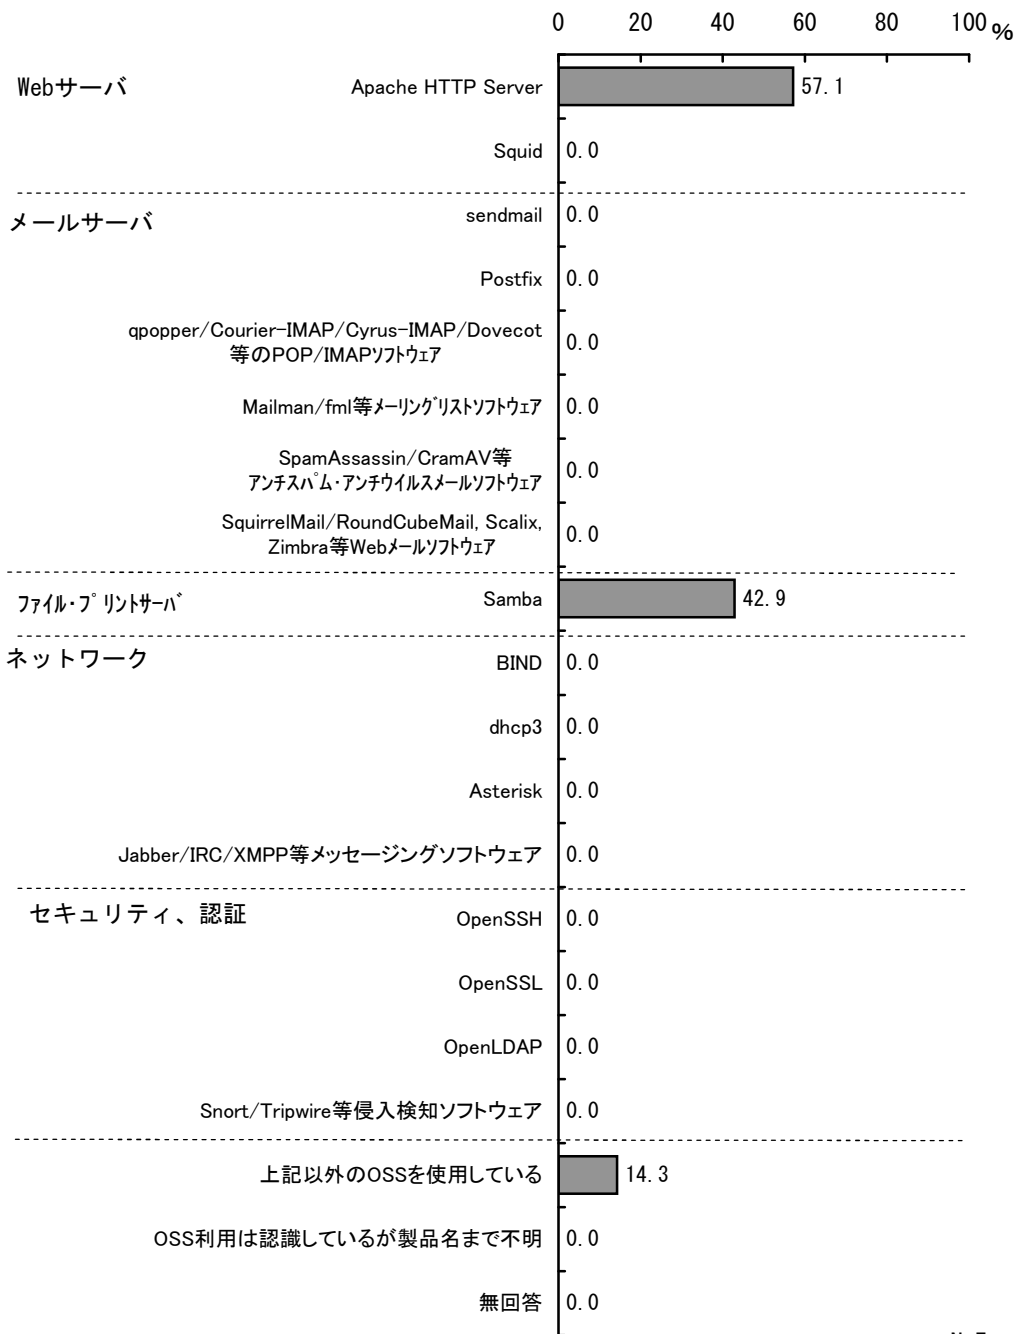 0 20 40 60 80 100 %
Webサーバ Apache HTTP Server 57.1
Squid 0.0
メールサーバ sendmail 0.0
Postfix 0.0
qpopper/Courier-IMAP/Cyrus-IMAP/Dovecot
等のPOP/IMAPソフトウェア 0.0
Mailman/fml等メーリングリストソフトウェア 0.0
SpamAssassin/CramAV等
アンチスパム・アンチウイルスメールソフトウェア 0.0
SquirrelMail/RoundCubeMail, Scalix,
Zimbra等Webメールソフトウェア 0.0
ファイル・プリントサーバ Samba 42.9
ネットワーク BIND 0.0
dhcp3 0.0
Asterisk 0.0
Jabber/IRC/XMPP等メッセージングソフトウェア 0.0
セキュリティ、認証 OpenSSH 0.0
OpenSSL 0.0
OpenLDAP 0.0
Snort/Tripwire等侵入検知ソフトウェア 0.0
上記以外のOSSを使用している 14.3
OSS利用は認識しているが製品名まで不明 0.0
無回答 0.0